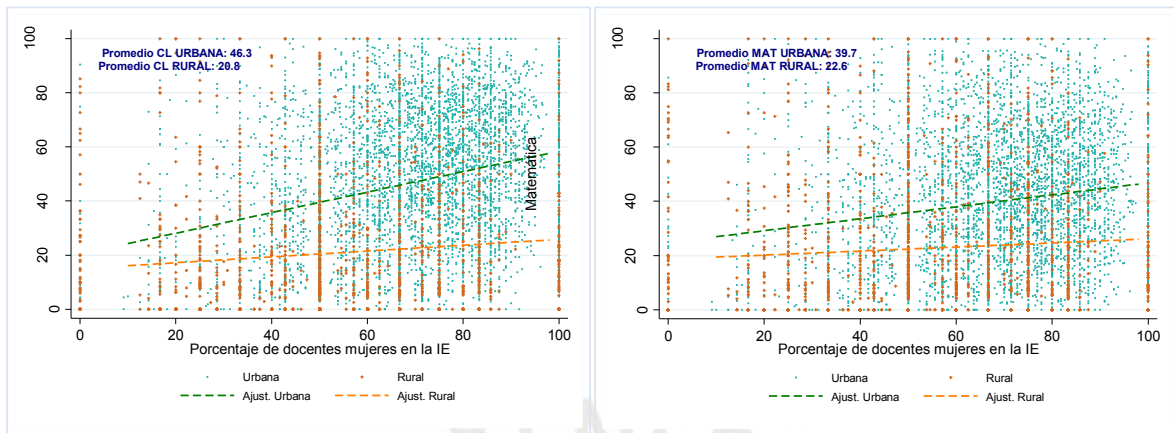 Promedio CL URBANA: 46.3
Promedio CL RURAL: 20.8
100
80
60
40
20
0
0
20
40
60
80
100
Porcentaje de docentes mujeres en la IE
Urbana
Rural
Ajust. Urbana
Ajust. Rural
Matemática
Promedio MAT URBANA: 39.7
Promedio MAT RURAL: 22.6
100
80
60
40
20
0
0
20
40
60
80
100
Porcentaje de docentes mujeres en la IE
Urbana
Rural
Ajust. Urbana
Ajust. Rural